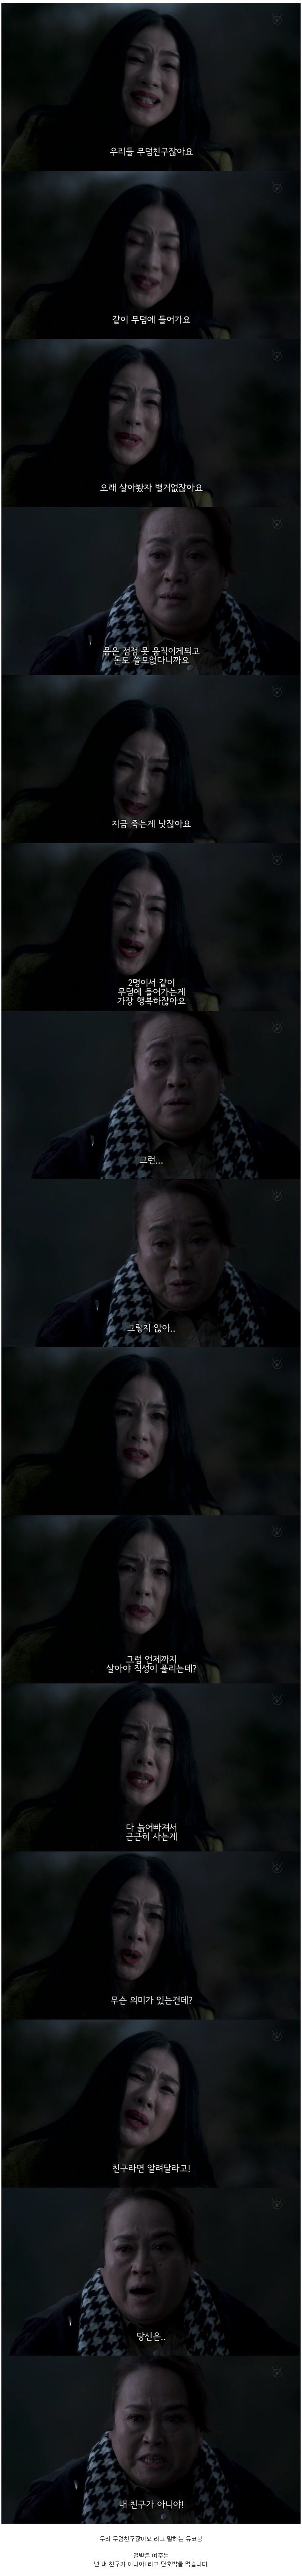 우리들 무덤친구잖아요
같이 무덤에 들어가요
오래 살아봤자 별거없잖아요
몸은 점점 못 움직이게되고
돈도 쓸모없다니까요
지금 죽는게 낫잖아요
2명이서 같이
무덤에 들어가는게
가장 행복하잖아요
그런...
그렇지 않아..
그럼 언제까지
살아야 직성이 풀리는데?
다 늙어빠져서
근근히 사는게
무슨 의미가 있는건데?
친구라면 알려달라고!
당신은..
내 친구가 아니야!
우리 무덤친구잖아요 라고 말하는 유코상
열받은 여주는
넌 내 친구가 아니야! 라고 단호박을 먹습니다